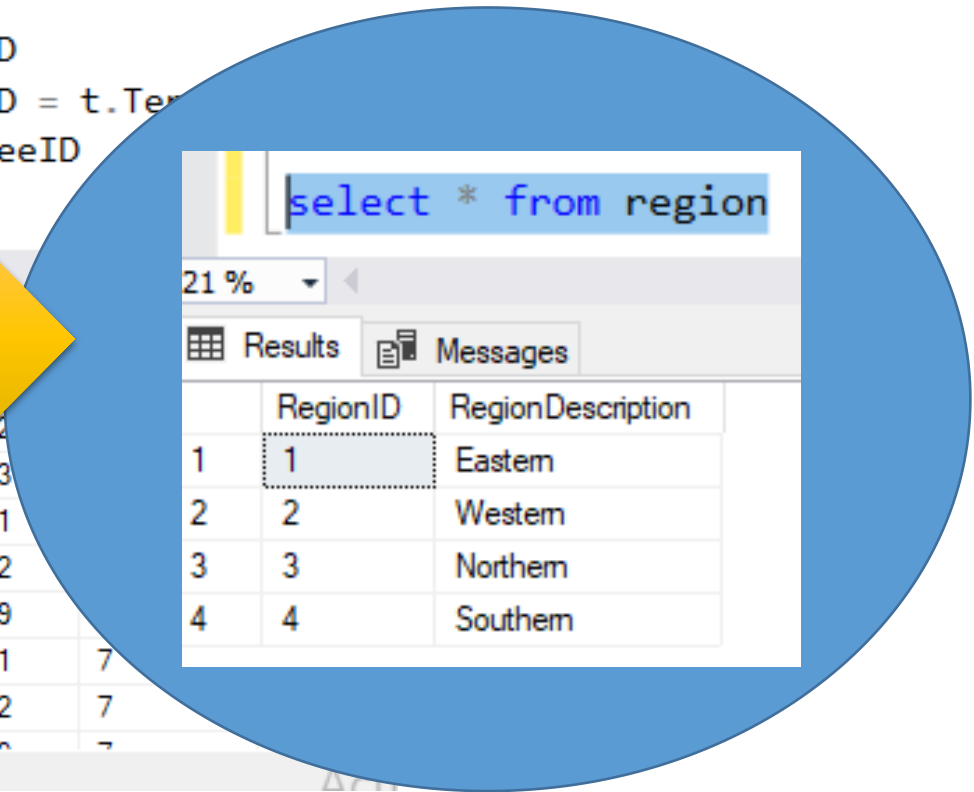 D
D = t.Ter
eeID
select * from region
21 %
Results Messages
RegionID RegionDescription
1 1 Eastern
2 2 Western
3 3 Northern
4 4 Southern
2
3
1
2
9
1 7
2 7
7